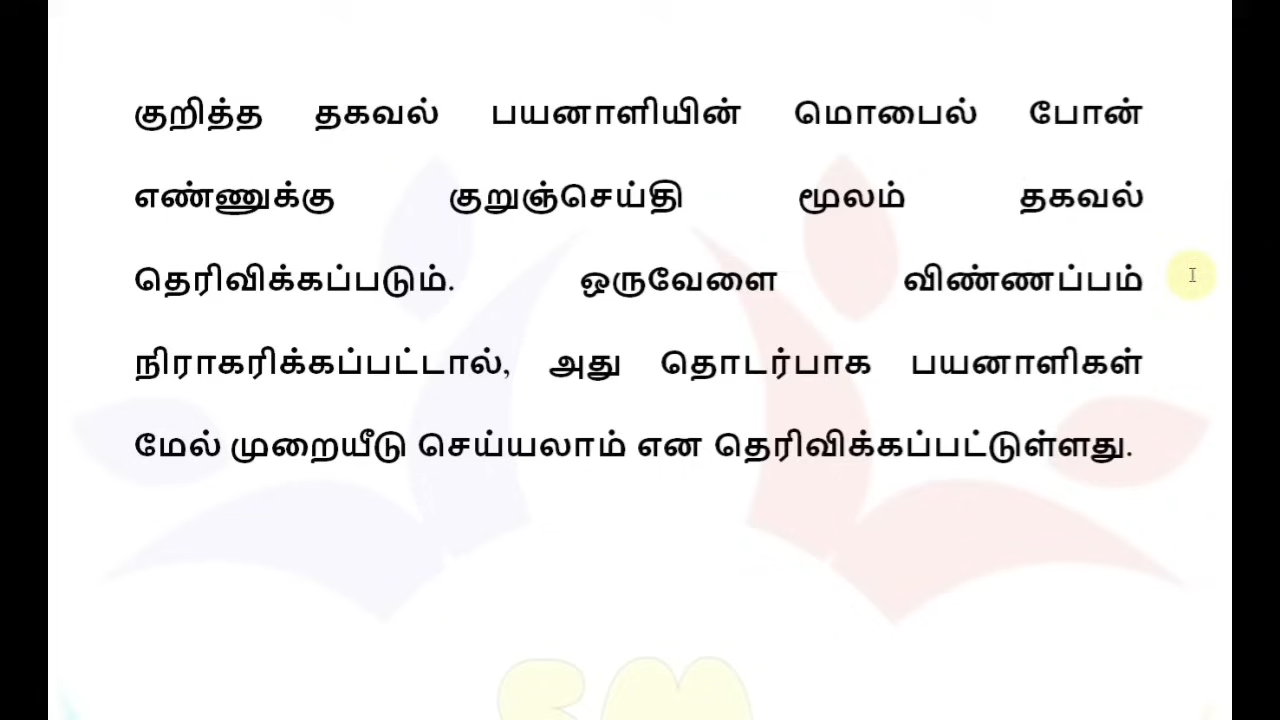 குறித்த தகவல் பயனாளியின் மொபைல் போன்
எண்ணுக்கு குறுஞ்செய்தி மூலம் தகவல்
தெரிவிக்கப்படும். ஒருவேளை விண்ணப்பம்
நிராகரிக்கப்பட்டால், அது தொடர்பாக பயனாளிகள்
மேல் முறையீடு செய்யலாம் என தெரிவிக்கப்பட்டுள்ளது.